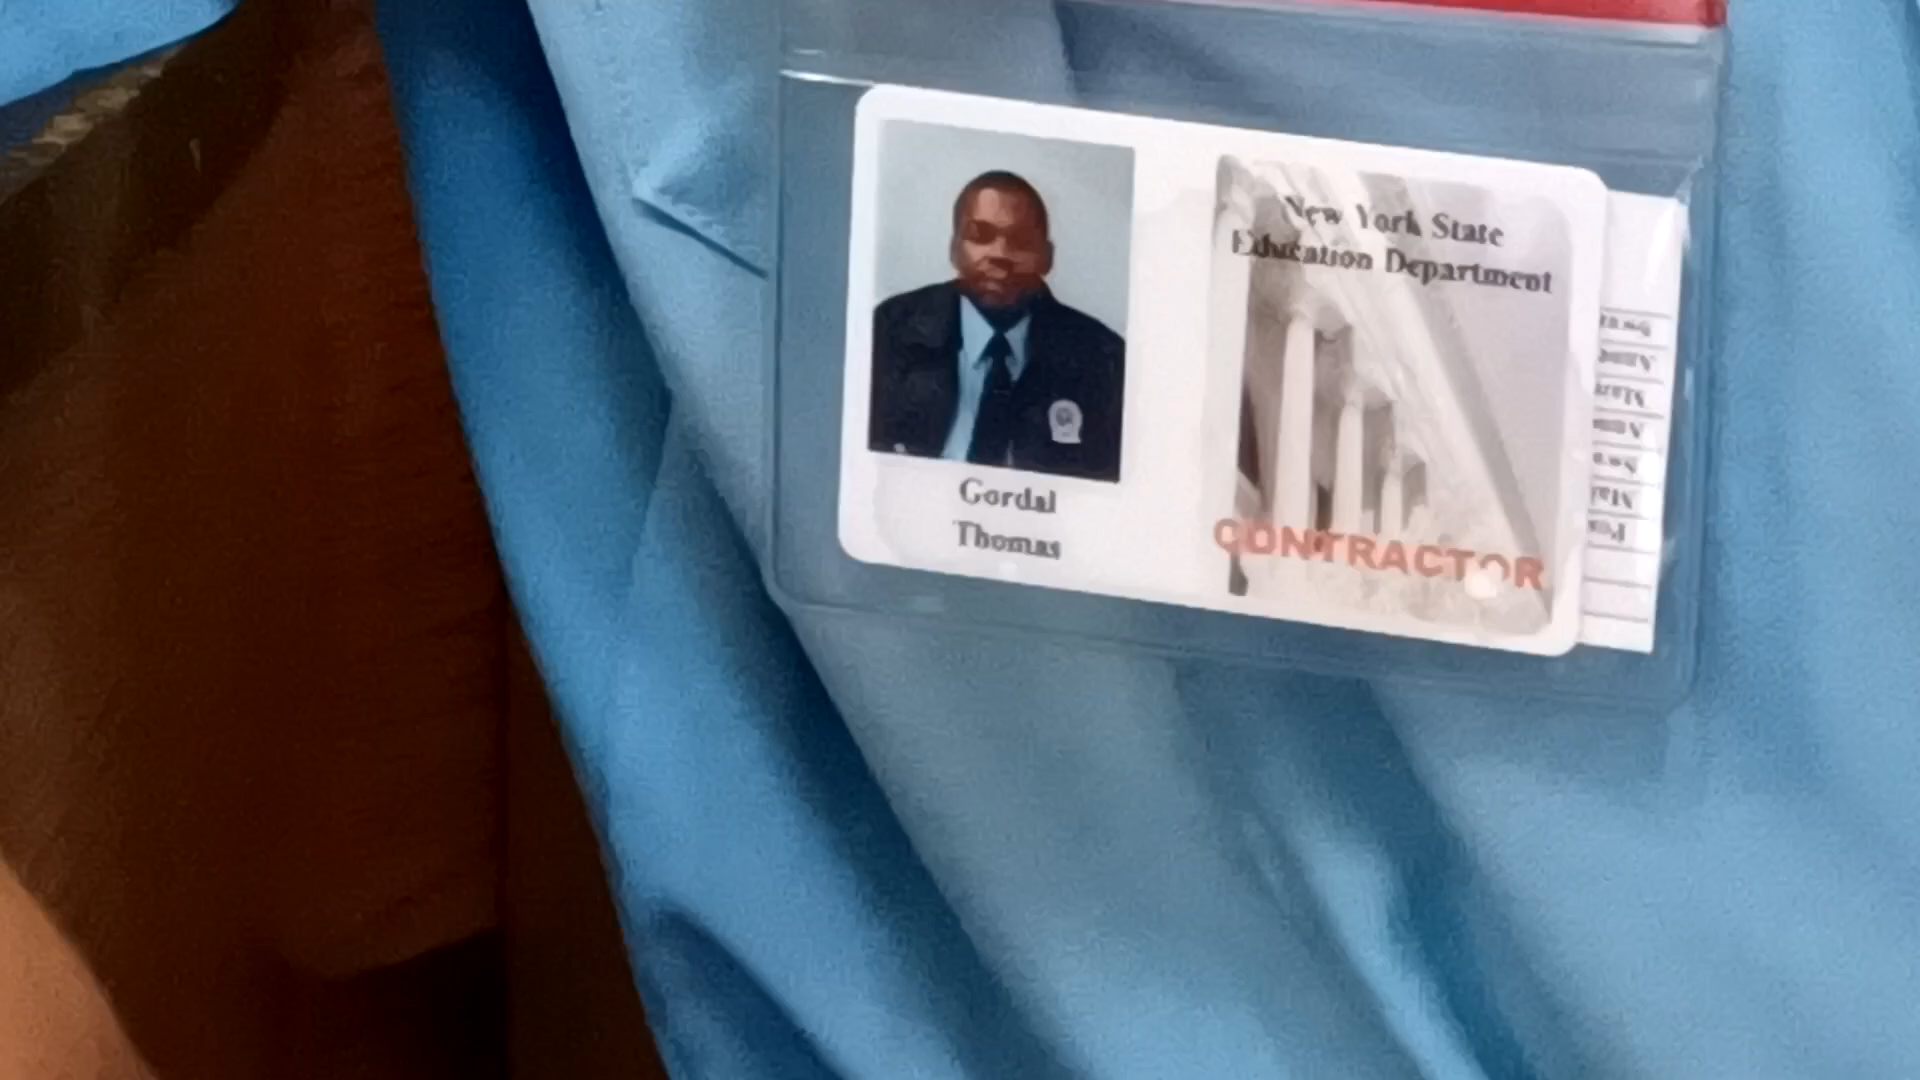 New York State
Education Department
Gordal
Thomas
CONTRACTOR